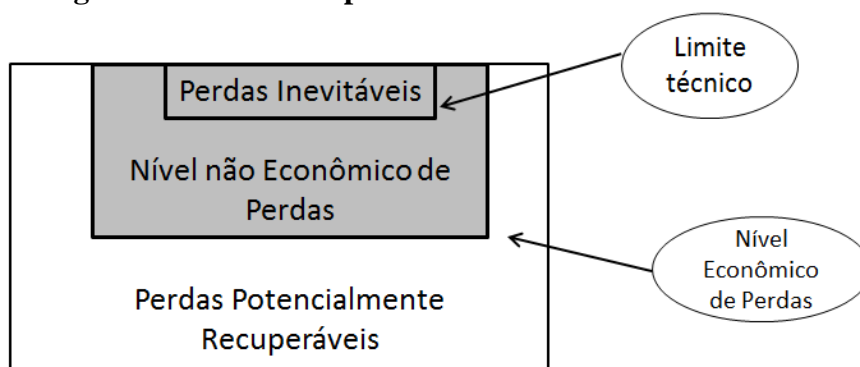 Limite
técnico
Perdas Inevitáveis
Nível não Econômico de
Perdas
Nível
Econômico
de Perdas
Perdas Potencialmente
Recuperáveis